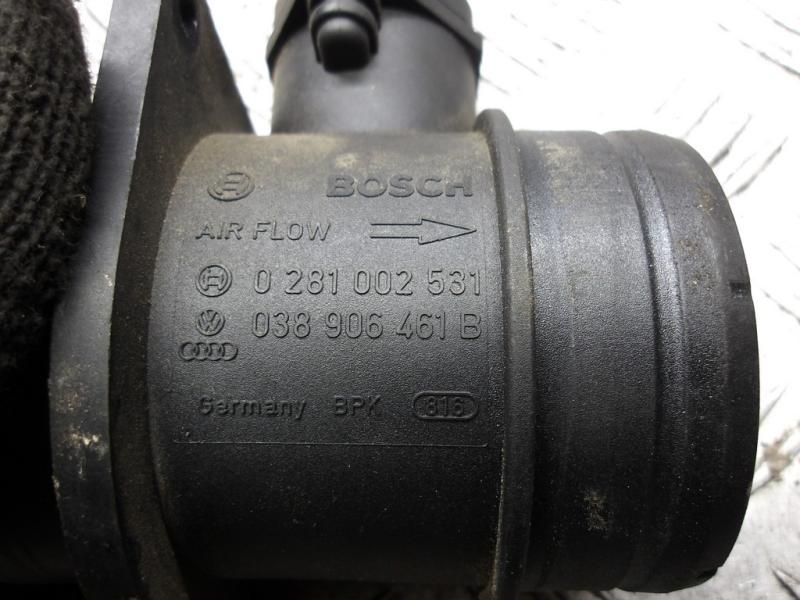 BOSCH
AIR FLOW
0 281 002 531
038 906 461 B
Germany BPK 816